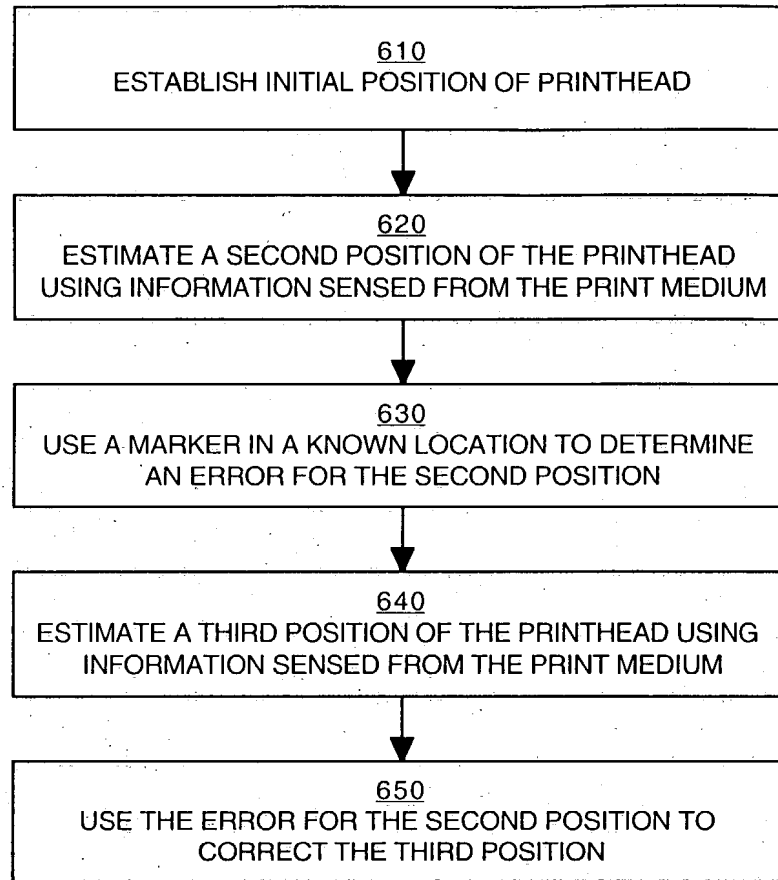 610
ESTABLISH INITIAL POSITION OF PRINTHEAD
620
ESTIMATE A SECOND POSITION OF THE PRINTHEAD
USING INFORMATION SENSED FROM THE PRINT MEDIUM
630
USE A MARKER IN A KNOWN LOCATION TO DETERMINE
AN ERROR FOR THE SECOND POSITION
640
ESTIMATE A THIRD POSITION OF THE PRINTHEAD USING
INFORMATION SENSED FROM THE PRINT MEDIUM
650
USE THE ERROR FOR THE SECOND POSITION TO
CORRECT THE THIRD POSITION